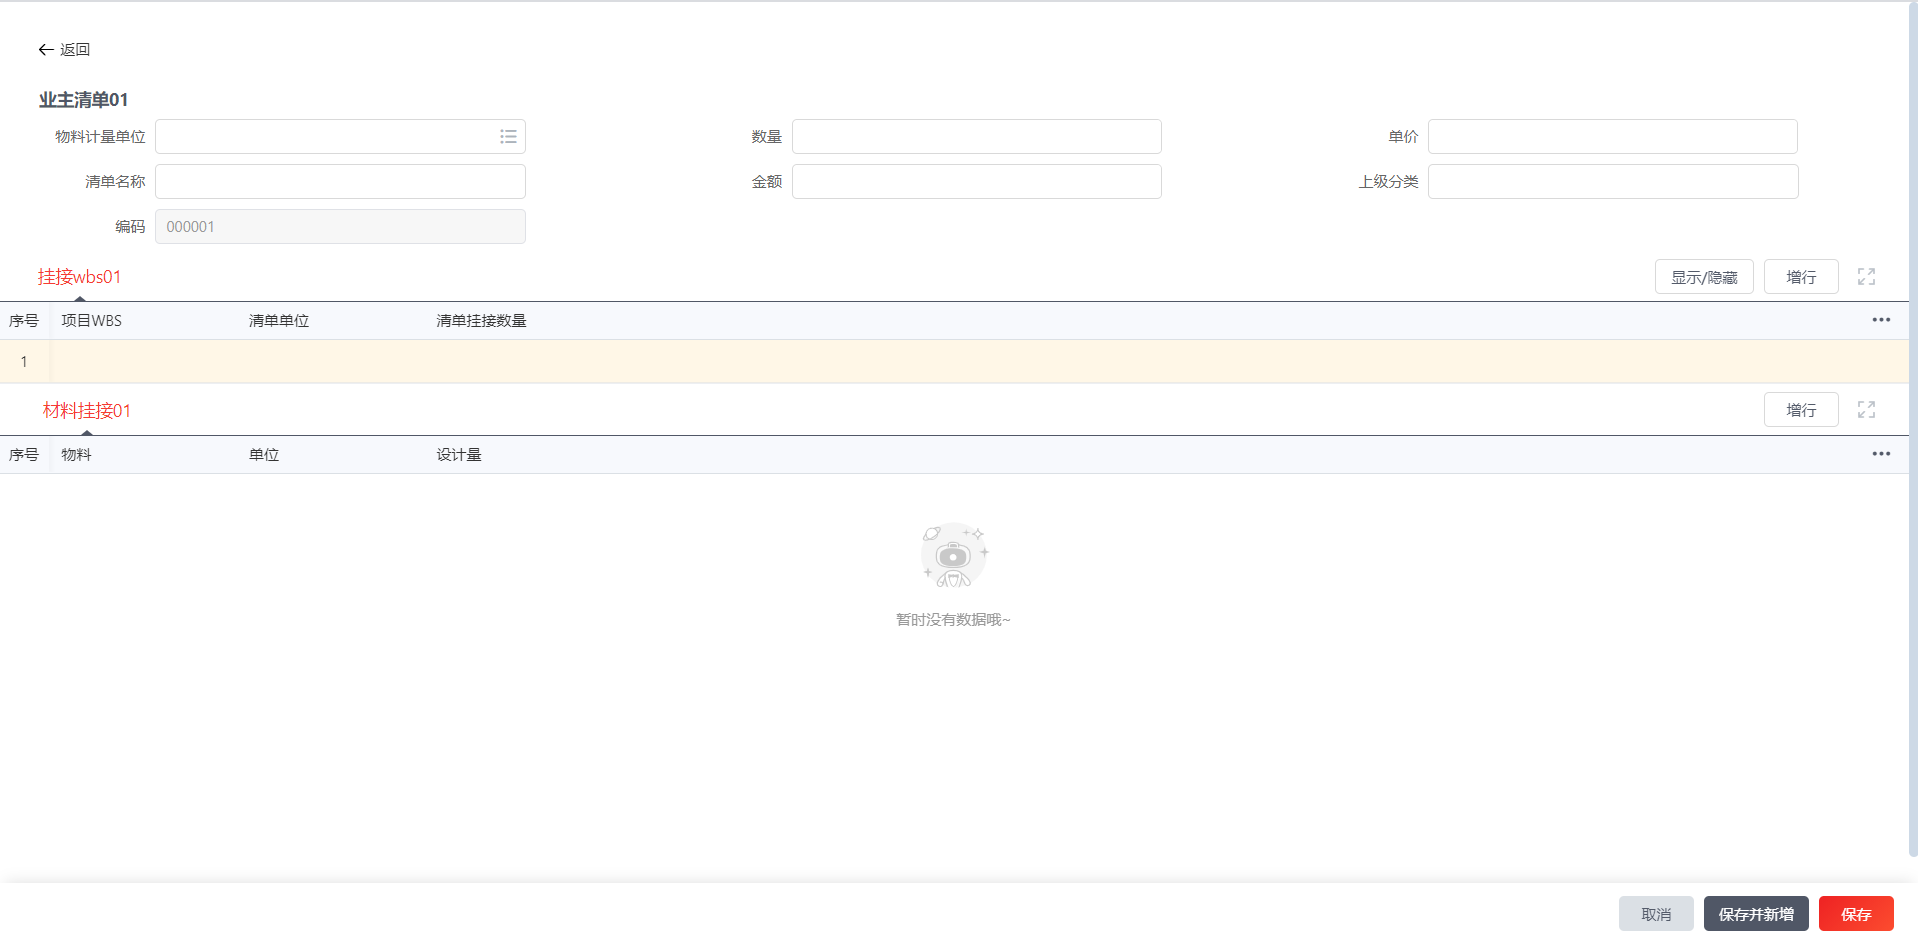 返回
业主清单01
物料计量单位 数量 单价
清单名称 金额 上级分类
编码 000001
挂接wbs01 显示/隐藏 增行
序号 项目WBS 清单单位 清单挂接数量
1
材料挂接01 增行
序号 物料 单位 设计量
暂时没有数据哦~
取消 保存并新增 保存